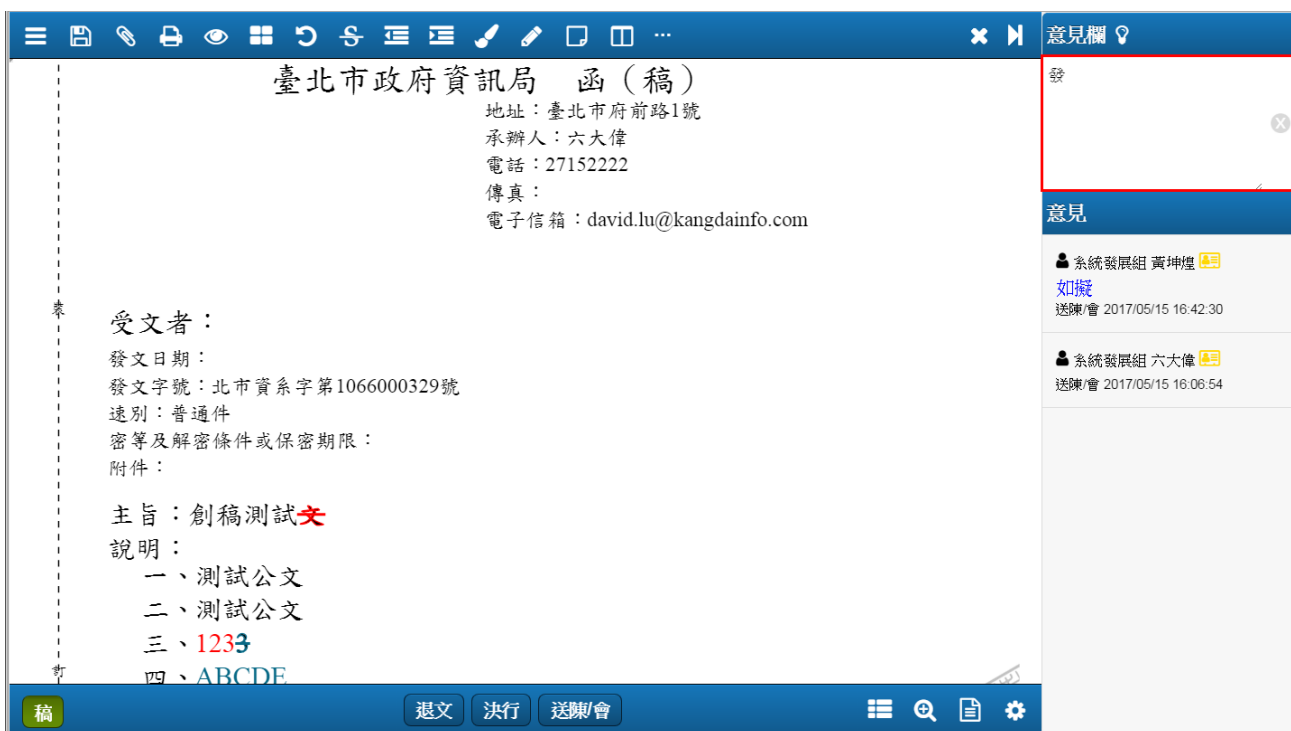 意見欄
發
臺北市政府資訊局 函（稿）
地址：臺北市府前路1號
承辦人：六大偉
電話：27152222
傳真：
電子信箱：david.lu@kangdainfo.com
裝
受文者：
發文日期：
發文字號：北市資系字第1066000329號
速別：普通件
密等及解密條件或保密期限：
附件：
主旨：創稿測試文
說明：
一、測試公文
二、測試公文
三、1233
四、ABCDE
訂
意見
系統發展組 黃坤煌
如擬
送陳/會 2017/05/15 16:42:30
系統發展組 六大偉
送陳/會 2017/05/15 16:06:54
稿
退文 決行 送陳/會